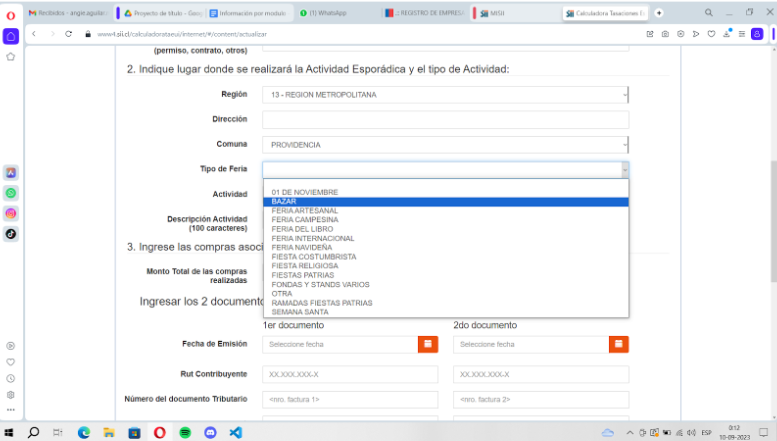 Recibidos - angie.aguila
Proyecto de Muki - Goog
Información por modulo
(1) WhatsApp
.: REGISTRO DE EMPRES
MISII
Calculadora Tasaciones E
www4.sii.cl/calculadorataeui/internet/#/content/actualizar
(permiso, contrato, otros)
2. Indique lugar donde se realizará la Actividad Esporádica y el tipo de Actividad:
Región
13 - REGION METROPOLITANA
Dirección
Comuna
PROVIDENCIA
Tipo de Feria
Actividad
01 DE NOVIEMBRE
BAZAR
FERIA ARTESANAL
FERIA CAMPESINA
FERIA DEL LIBRO
FERIA INTERNACIONAL
FERIA NAVIDEÑA
FIESTA COSTUMBRISTA
FIESTA RELIGIOSA
FIESTAS PATRIAS
FONDAS Y STANDS VARIOS
OTRA
RAMADAS FIESTAS PATRIAS
SEMANA SANTA
Descripción Actividad
(100 caracteres)
3. Ingrese las compras asoci
Monto Total de las compras
realizadas
Ingresar los 2 documento
1er documento
2do documento
Fecha de Emisión
Seleccione fecha
Seleccione fecha
Rut Contribuyente
XX.XXX.XXX-X
XX.XXX.XXX-X
Número del documento Tributario
<nro. factura 1>
<nro. factura 2>
ESP
0:12
10-09-2023